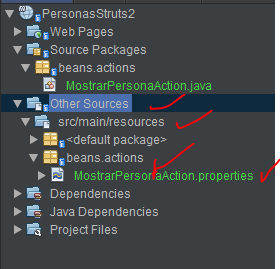 PersonasStruts2
Web Pages
Source Packages
beans.actions
MostrarPersonaAction.java
Other Sources
src/main/resources
<default package>
beans.actions
MostrarPersonaAction.properties
Dependencies
Java Dependencies
Project Files